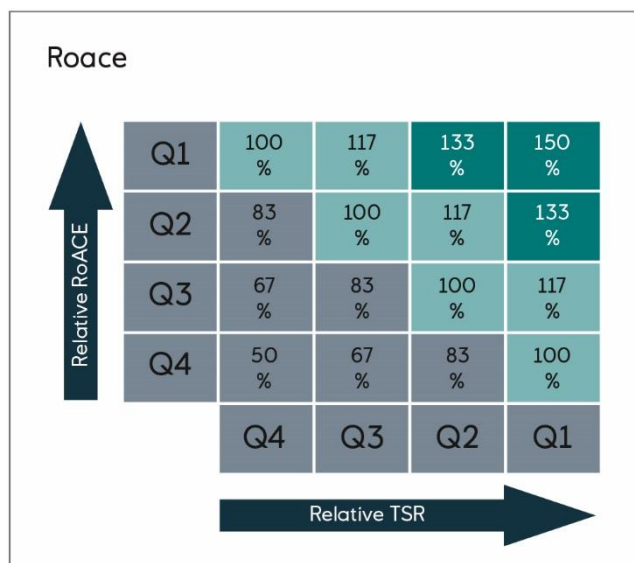 Roace
Relative RoACE
Q1 100 % 117 % 133 % 150 %
Q2 83 % 100 % 117 % 133 %
Q3 67 % 83 % 100 % 117 %
Q4 50 % 67 % 83 % 100 %
Q4 Q3 Q2 Q1
Relative TSR